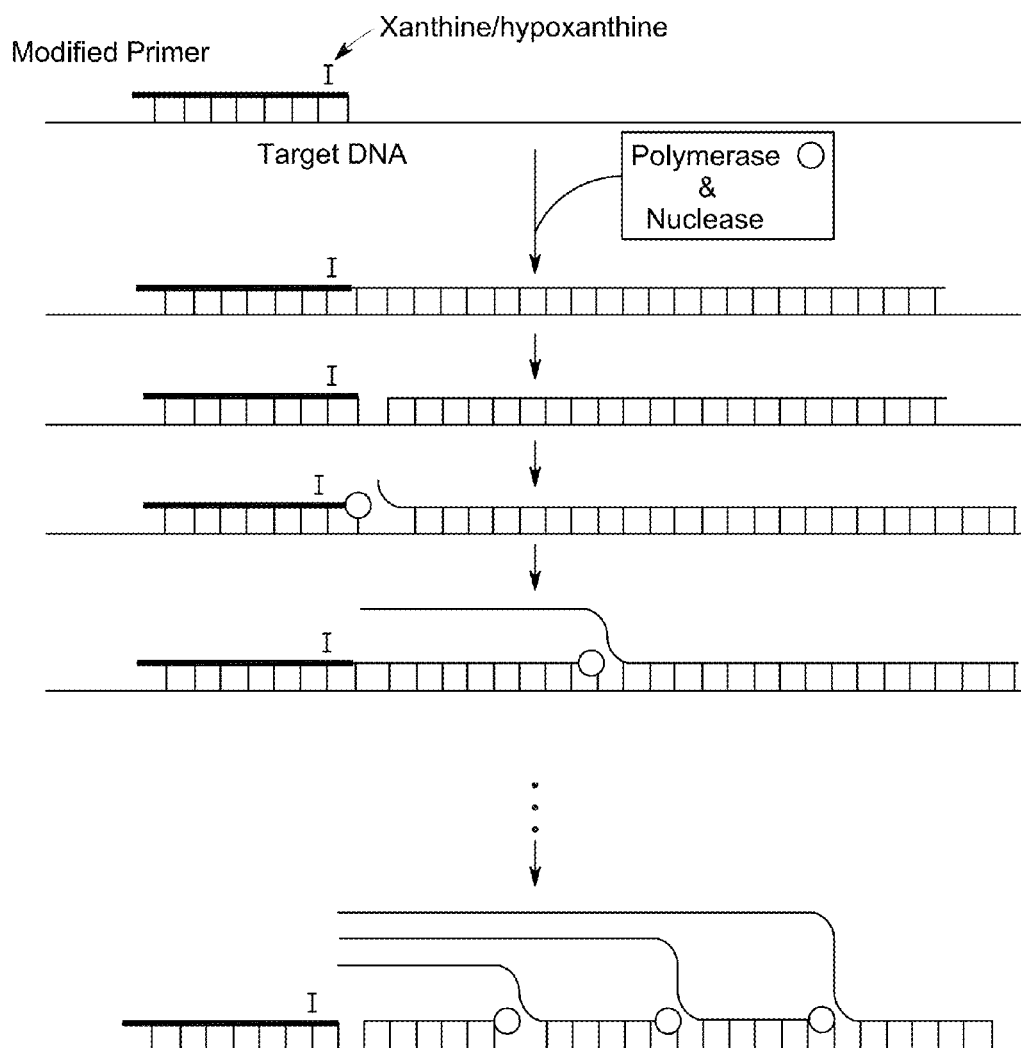 Xanthine/hypoxanthine
Modified Primer
I
Target DNA
Polymerase
&
Nuclease
I
I
I
I
I